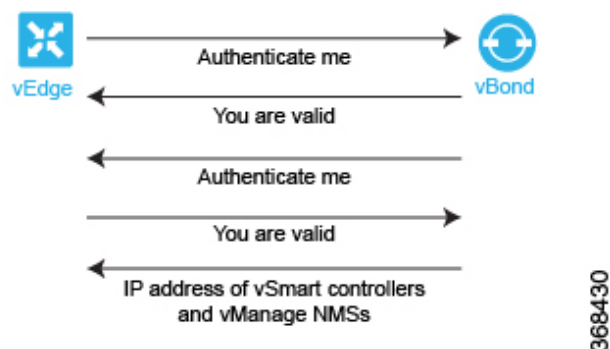 vEdge
vBond
Authenticate me
You are valid
Authenticate me
You are valid
IP address of vSmart controllers
and vManage NMSs
368430